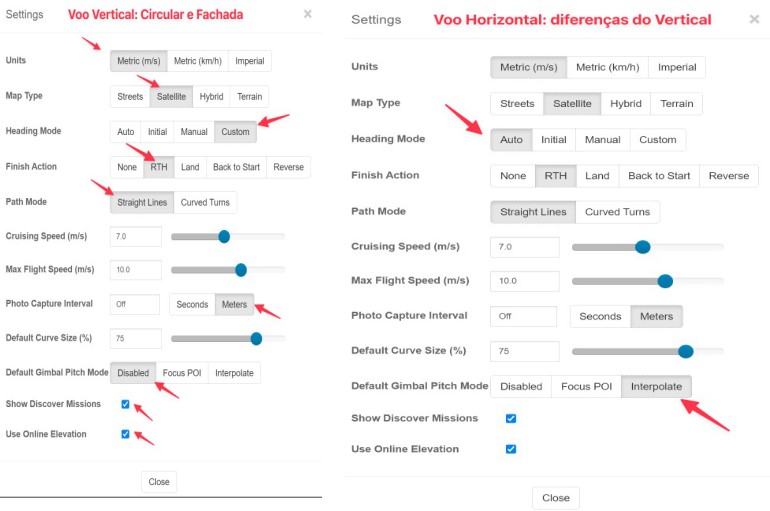 Settings Voo Vertical: Circular e Fachada ×
Units Metric (m/s) Metric (km/h) Imperial
Map Type Streets Satellite Hybrid Terrain
Heading Mode Auto Initial Manual Custom
Finish Action None RTH Land Back to Start Reverse
Path Mode Straight Lines Curved Turns
Cruising Speed (m/s) 7.0
Max Flight Speed (m/s) 10.0
Photo Capture Interval Off Seconds Meters
Default Curve Size (%) 75
Default Gimbal Pitch Mode Disabled Focus POI Interpolate
Show Discover Missions
Use Online Elevation
Close
Settings Voo Horizontal: diferenças do Vertical ×
Units Metric (m/s) Metric (km/h) Imperial
Map Type Streets Satellite Hybrid Terrain
Heading Mode Auto Initial Manual Custom
Finish Action None RTH Land Back to Start Reverse
Path Mode Straight Lines Curved Turns
Cruising Speed (m/s) 7.0
Max Flight Speed (m/s) 10.0
Photo Capture Interval Off Seconds Meters
Default Curve Size (%) 75
Default Gimbal Pitch Mode Disabled Focus POI Interpolate
Show Discover Missions
Use Online Elevation
Close